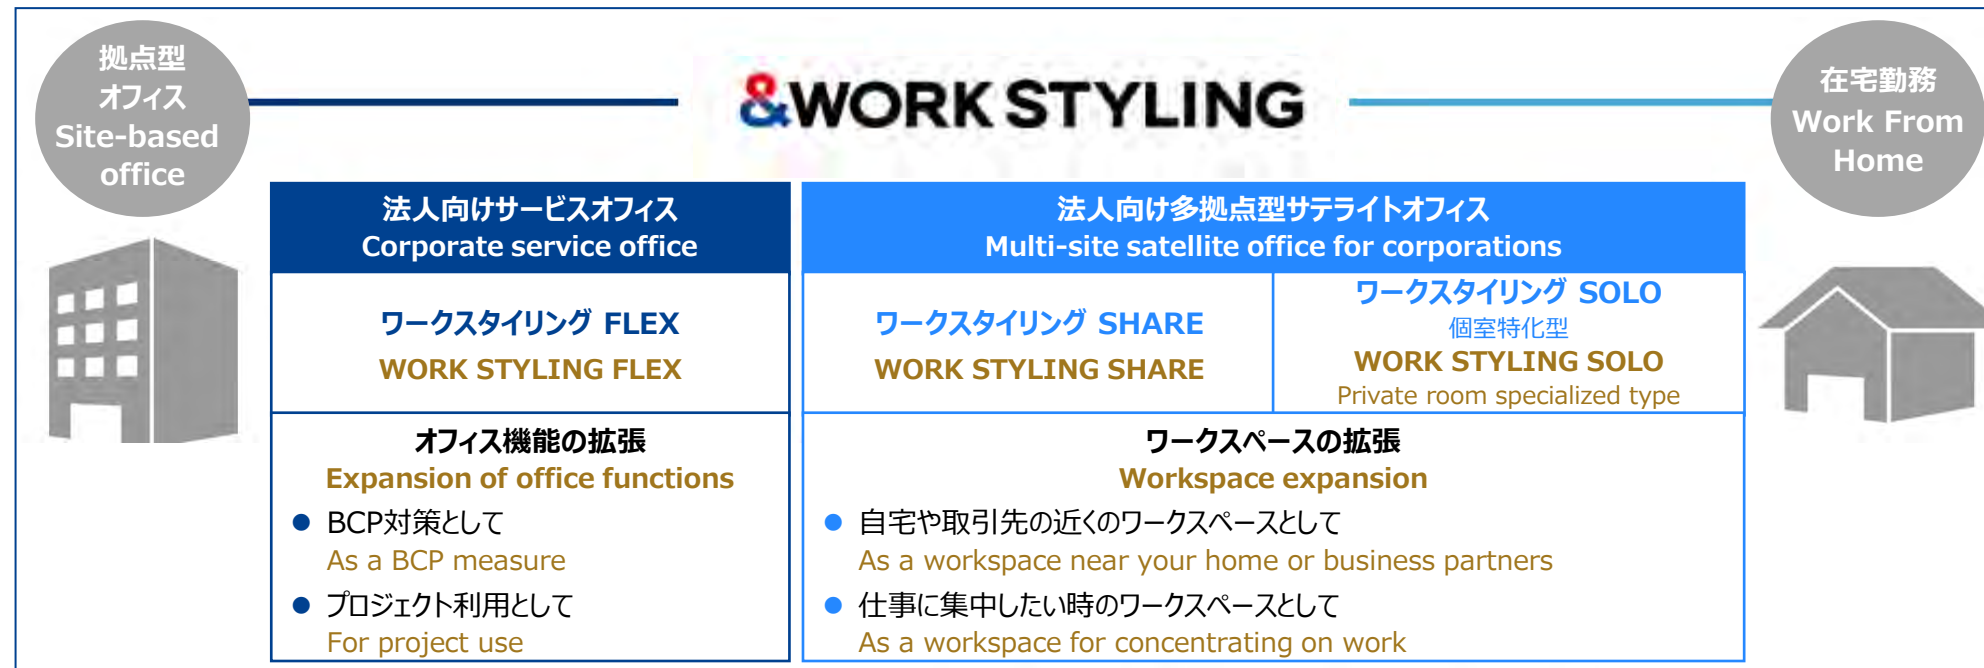 拠点型
オフィス
Site-based
office
&WORK STYLING
在宅勤務
Work From
Home
法人向けサービスオフィス
Corporate service office
法人向け多拠点型サテライトオフィス
Multi-site satellite office for corporations
ワークスタイリング FLEX
WORK STYLING FLEX
ワークスタイリング SHARE
WORK STYLING SHARE
ワークスタイリング SOLO
個室特化型
WORK STYLING SOLO
Private room specialized type
オフィス機能の拡張
Expansion of office functions
● BCP対策として
As a BCP measure
● プロジェクト利用として
For project use
ワークスペースの拡張
Workspace expansion
● 自宅や取引先の近くのワークスペースとして
As a workspace near your home or business partners
● 仕事に集中したい時のワークスペースとして
As a workspace for concentrating on work